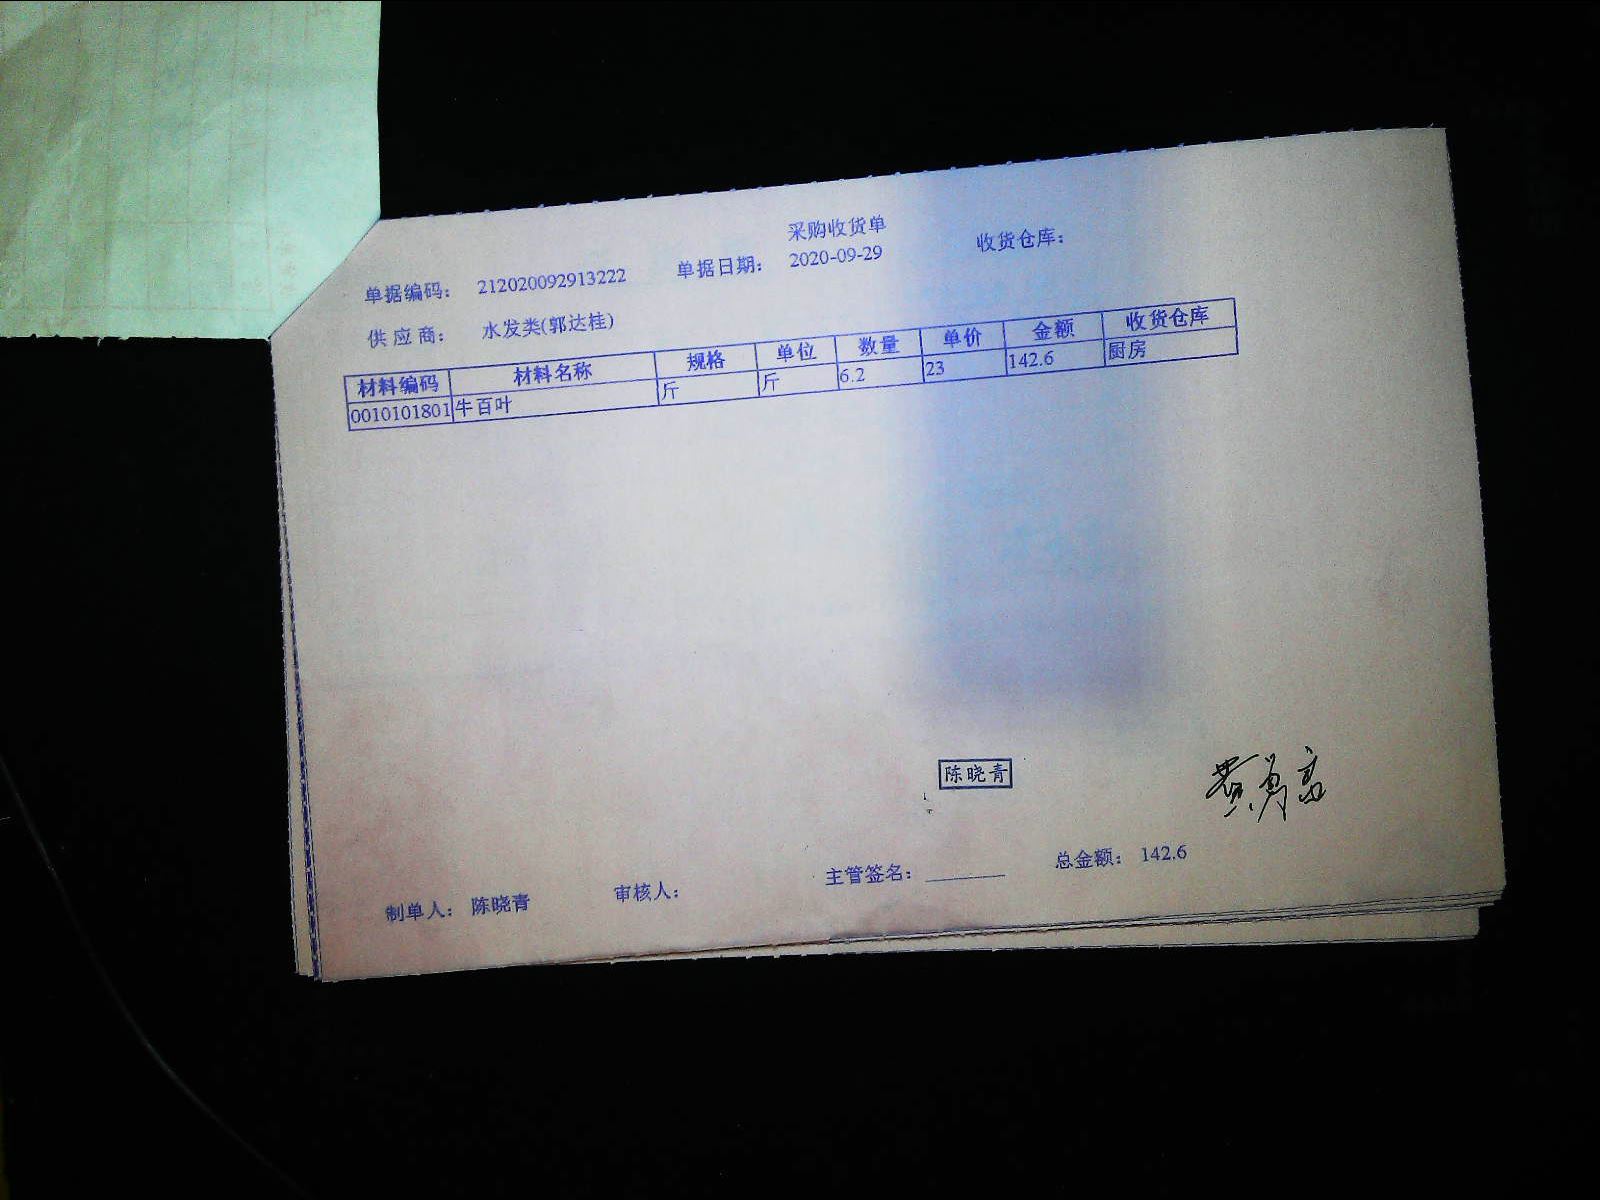 采购收货单
单据编码： 212020092913222 单据日期： 2020-09-29 收货仓库：
供应商： 水发类(郭达桂)
材料编码 材料名称 规格 单位 数量 单价 金额 收货仓库
0010101801 牛百叶 斤 斤 6.2 23 142.6 厨房
陈晓青
制单人： 陈晓青 审核人： 主管签名： 总金额： 142.6